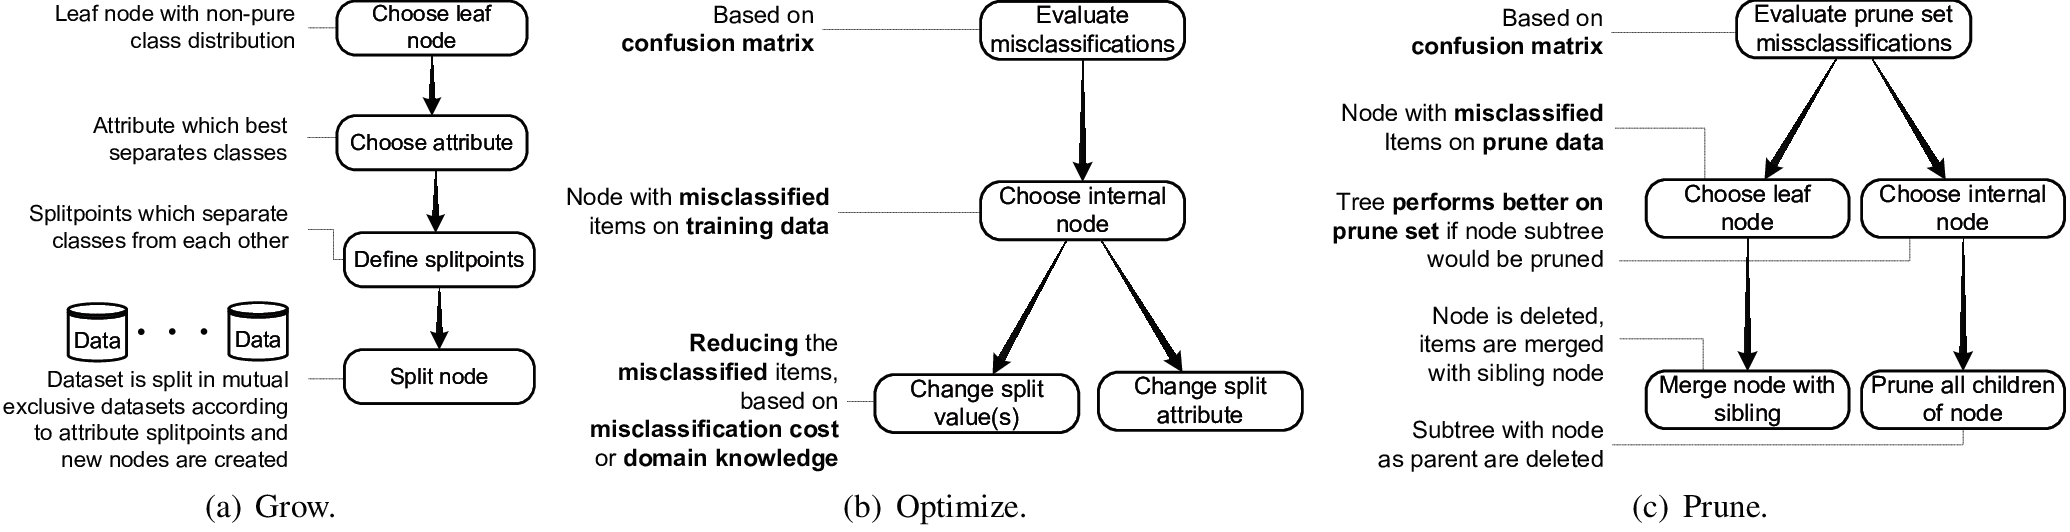 Leaf node with non-pure
class distribution
Choose leaf
node
Attribute which best
separates classes
Choose attribute
Splitpoints which separate
classes from each other
Define splitpoints
Data
Data
Dataset is split in mutual
exclusive datasets according
to attribute splitpoints and
new nodes are created
Split node
(a) Grow.
Based on
confusion matrix
Evaluate
misclassifications
Node with misclassified
items on training data
Choose internal
node
Reducing the
misclassified items,
based on
misclassification cost
or domain knowledge
Change split
value(s)
Change split
attribute
(b) Optimize.
Based on
confusion matrix
Evaluate prune set
missclassifications
Node with misclassified
Items on prune data
Choose leaf
node
Choose internal
node
Tree performs better on
prune set if node subtree
would be pruned
Node is deleted,
items are merged
with sibling node
Merge node with
sibling
Prune all children
of node
Subtree with node
as parent are deleted
(c) Prune.